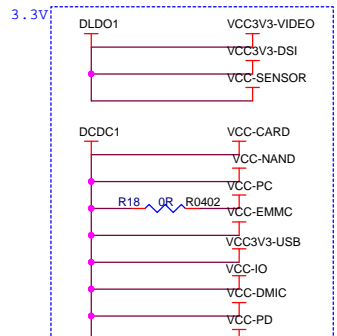 3.3V
DLDO1 VCC3V3-VIDEO
VCC3V3-DSI
VCC-SENSOR
DCDC1 VCC-CARD
VCC-NAND
VCC-PC
R18 0R R0402
VCC-EMMC
VCC3V3-USB
VCC-IO
VCC-DMIC
VCC-PD